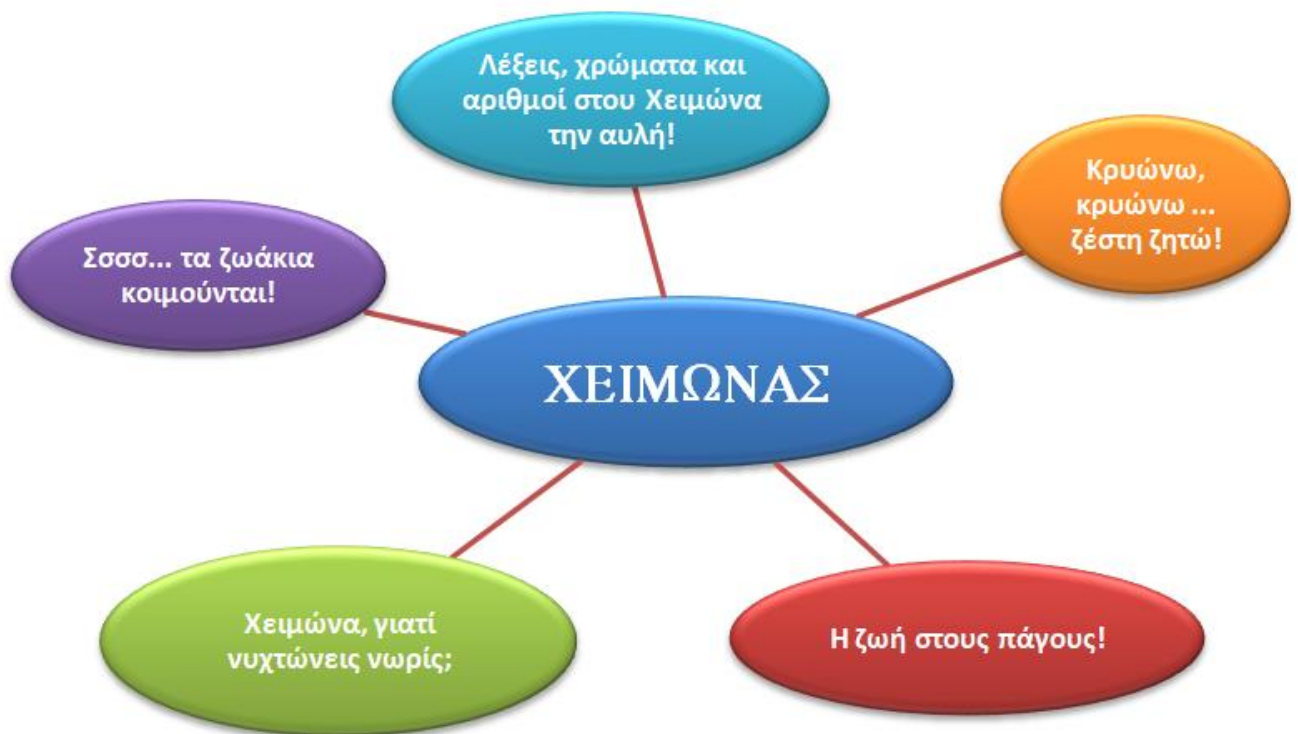 Λέξεις, χρώματα και
αριθμοί στου Χειμώνα
την αυλή!
Κρυώνω,
κρυώνω ...
ζέστη ζητώ!
Σσσσ... τα ζωάκια
κοιμούνται!
ΧΕΙΜΩΝΑΣ
Χειμώνα, γιατί
νυχτώνεις νωρίς;
Η ζωή στους πάγους!